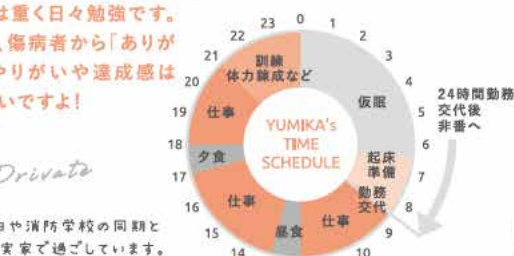 は重く日々勉強です。
、傷病者から「ありが
やりがいや達成感は
いですよ!
Private
や消防学校の同期と
実家で過ごしています。
YUMIKA's
TIME
SCHEDULE
0
1
2
3
4
5
6
7
8
9
10
14
15
16
17
18
19
20
21
22
23
仮眠
起床
準備
勤務
交代
仕事
昼食
仕事
夕食
仕事
訓練
体力錬成など
24時間勤務
交代後
非番へ